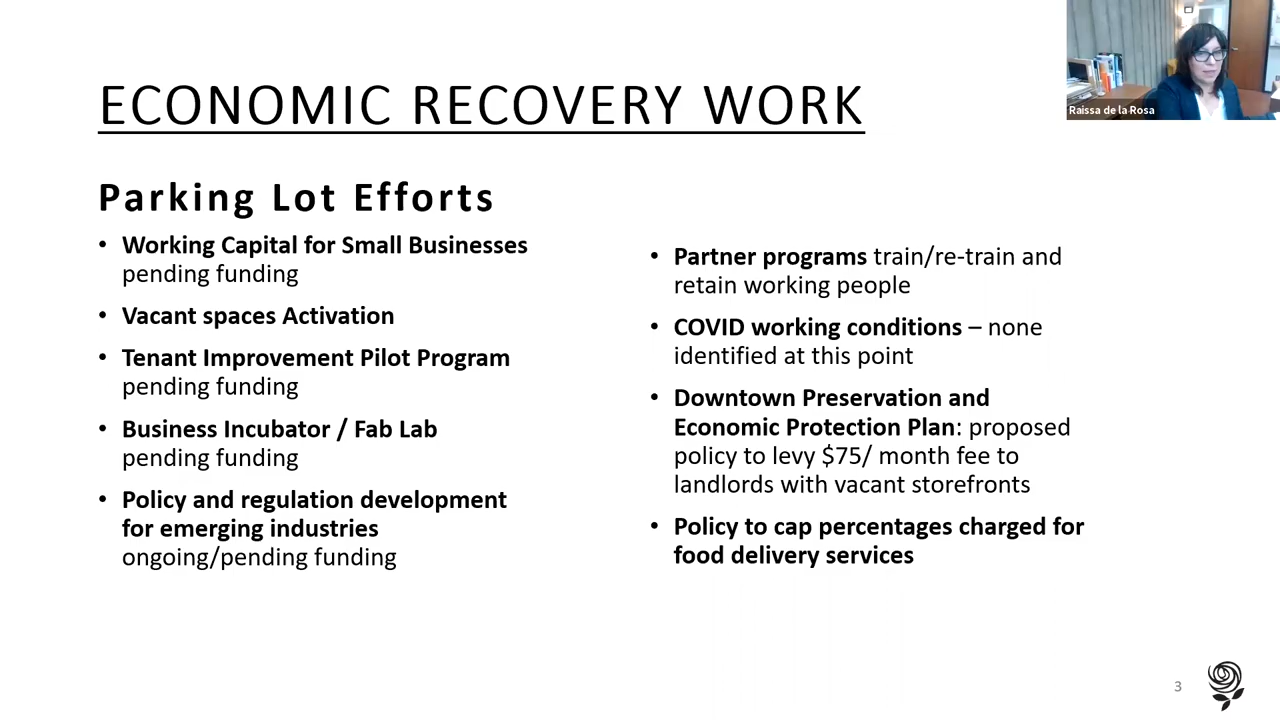 ECONOMIC RECOVERY WORK
Raissa de la Rosa
Parking Lot Efforts
• Working Capital for Small Businesses
pending funding
• Vacant spaces Activation
• Tenant Improvement Pilot Program
pending funding
• Business Incubator / Fab Lab
pending funding
• Policy and regulation development
for emerging industries
ongoing/pending funding
• Partner programs train/re-train and
retain working people
• COVID working conditions – none
identified at this point
• Downtown Preservation and
Economic Protection Plan: proposed
policy to levy $75/ month fee to
landlords with vacant storefronts
• Policy to cap percentages charged for
food delivery services
3